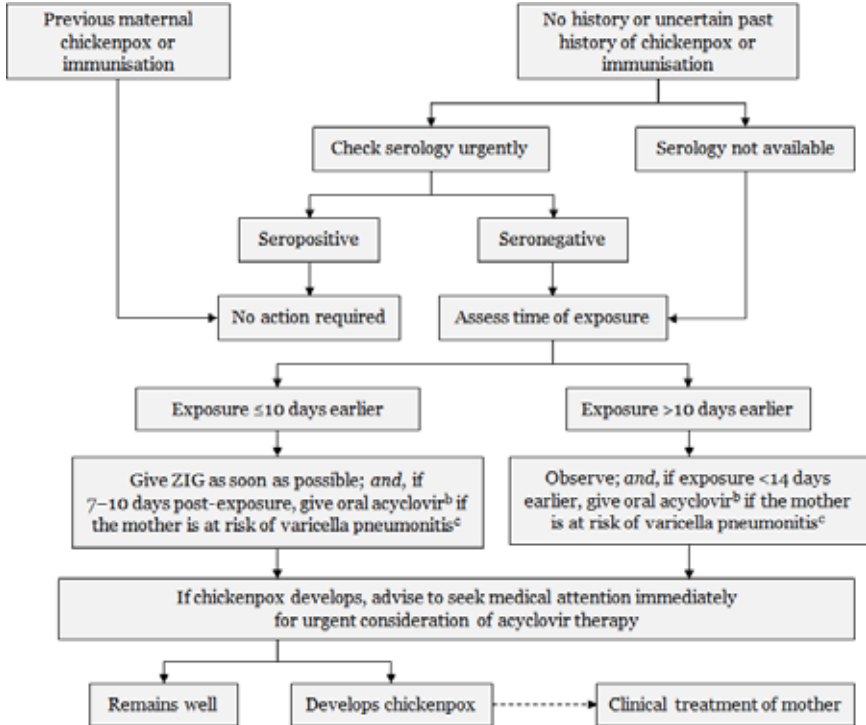 Previous maternal
chickenpox or
immunisation
No history or uncertain past
history of chickenpox or
immunisation
Check serology urgently
Serology not available
Seropositive
Seronegative
No action required
Assess time of exposure
Exposure ≤10 days earlier
Exposure >10 days earlier
Give ZIG as soon as possible; and, if
7–10 days post-exposure, give oral acyclovirᵇ if
the mother is at risk of varicella pneumonitisᶜ
Observe; and, if exposure <14 days
earlier, give oral acyclovirᵇ if the mother
is at risk of varicella pneumonitisᶜ
If chickenpox develops, advise to seek medical attention immediately
for urgent consideration of acyclovir therapy
Remains well
Develops chickenpox
Clinical treatment of mother